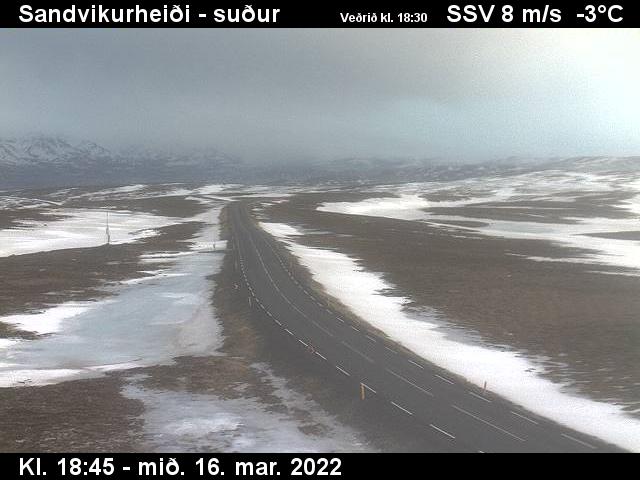 Sandvikurheiði - suður Veðrið kl. 18:30 SSV 8 m/s -3°C
Kl. 18:45 - mið. 16. mar. 2022